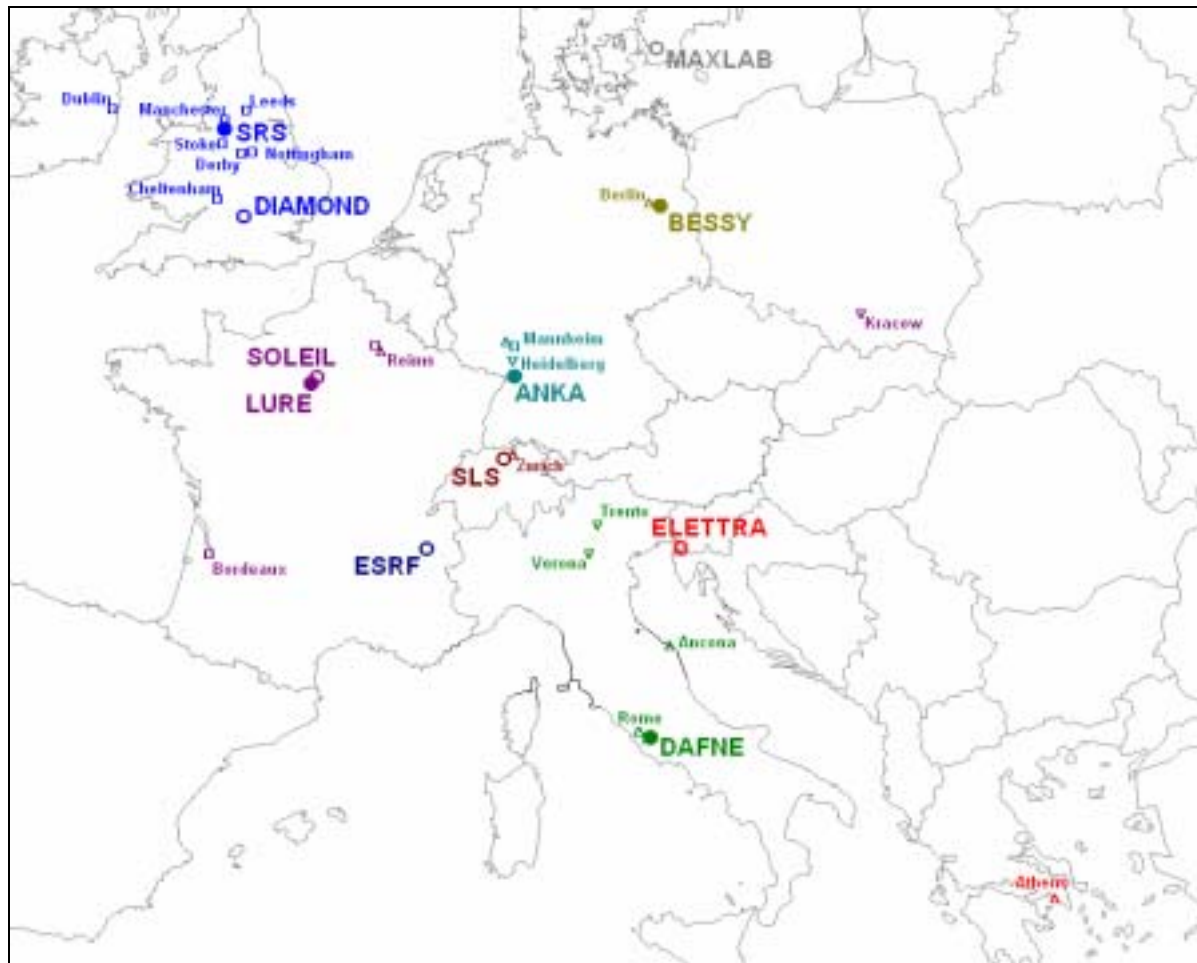 MAXLAB
Dublin
Manchester
Leeds
SRS
Stoke
Nottingham
Derby
Cheltenham
DIAMOND
Berlin
BESSY
Kracow
Mannheim
Reims
Heidelberg
SOLEIL
LURE
ANKA
Zurich
SLS
Trento
ELETTRA
Verona
ESRF
Bordeaux
Ancona
Rome
DAFNE
Athens